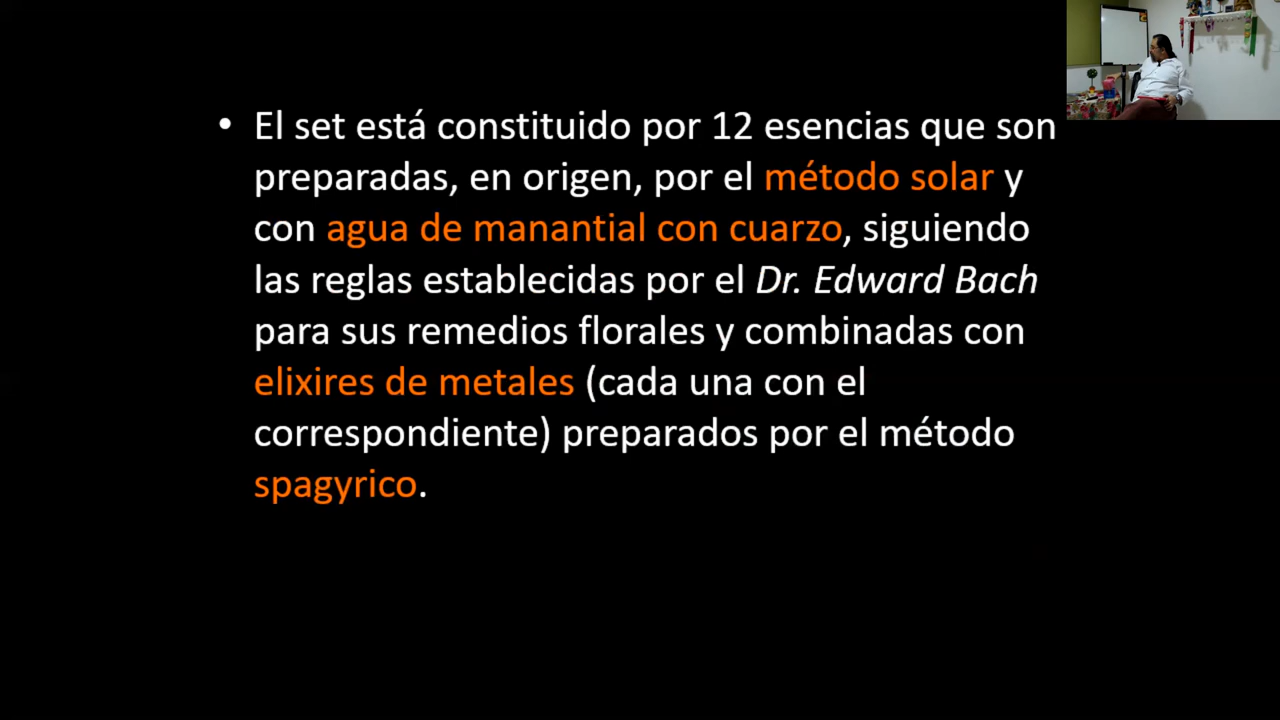 • El set está constituido por 12 esencias que son
preparadas, en origen, por el método solar y
con agua de manantial con cuarzo, siguiendo
las reglas establecidas por el Dr. Edward Bach
para sus remedios florales y combinadas con
elixires de metales (cada una con el
correspondiente) preparados por el método
spagyrico.